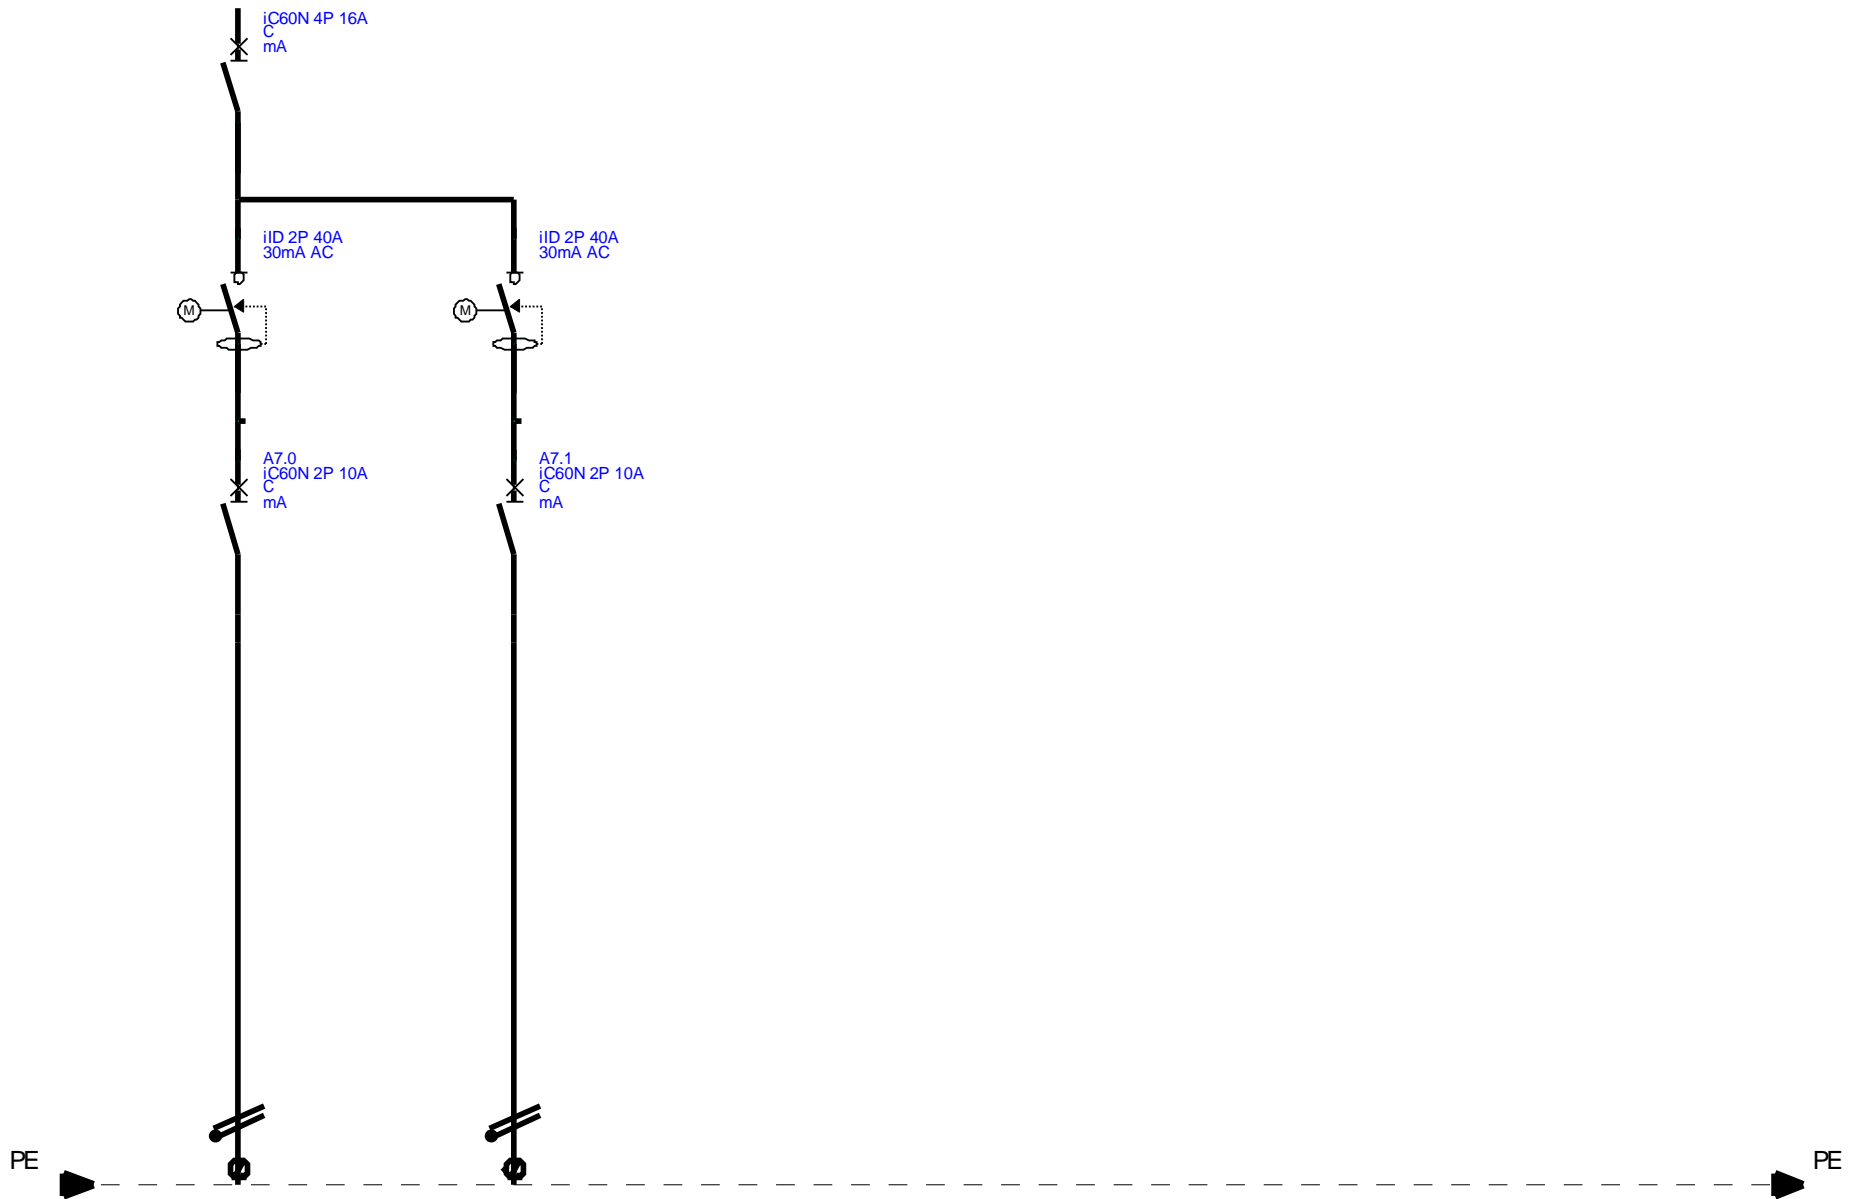 iC60N 4P 16A
C
mA
iID 2P 40A
30mA AC
iID 2P 40A
30mA AC
M
M
A7.0
iC60N 2P 10A
C
mA
A7.1
iC60N 2P 10A
C
mA
PE
PE